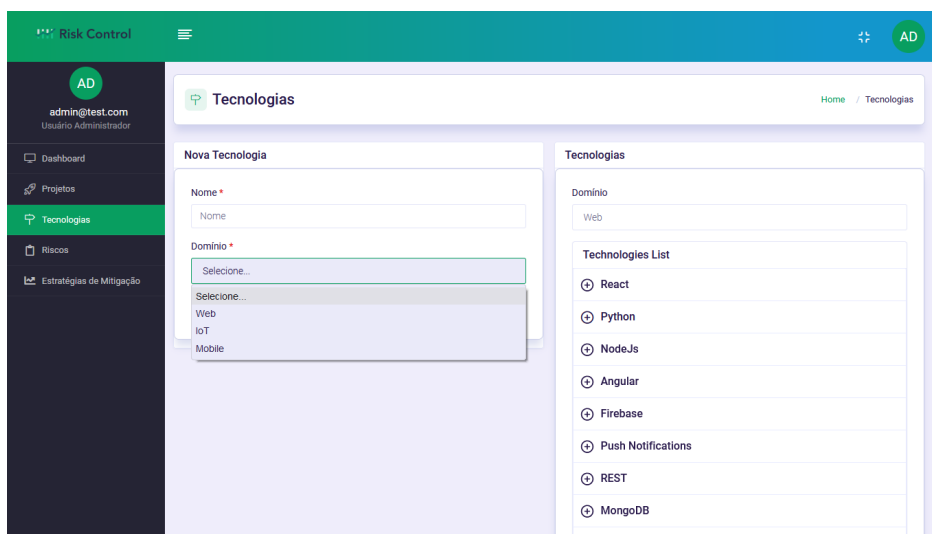 Risk Control
AD
AD
admin@test.com
Usuário Administrador
Dashboard
Projetos
Tecnologias
Riscos
Estratégias de Mitigação
Tecnologias
Home / Tecnologias
Nova Tecnologia
Nome *
Nome
Domínio *
Selecione...
Selecione...
Web
IoT
Mobile
Tecnologias
Domínio
Web
Technologies List
React
Python
NodeJs
Angular
Firebase
Push Notifications
REST
MongoDB